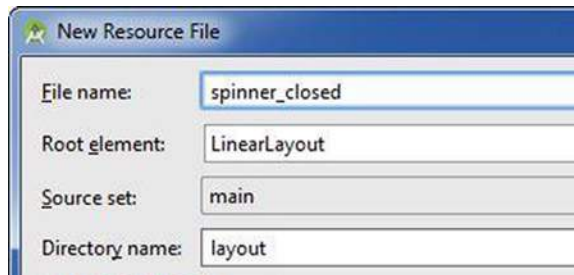 New Resource File
File name: spinner_closed
Root element: LinearLayout
Source set: main
Directory name: layout